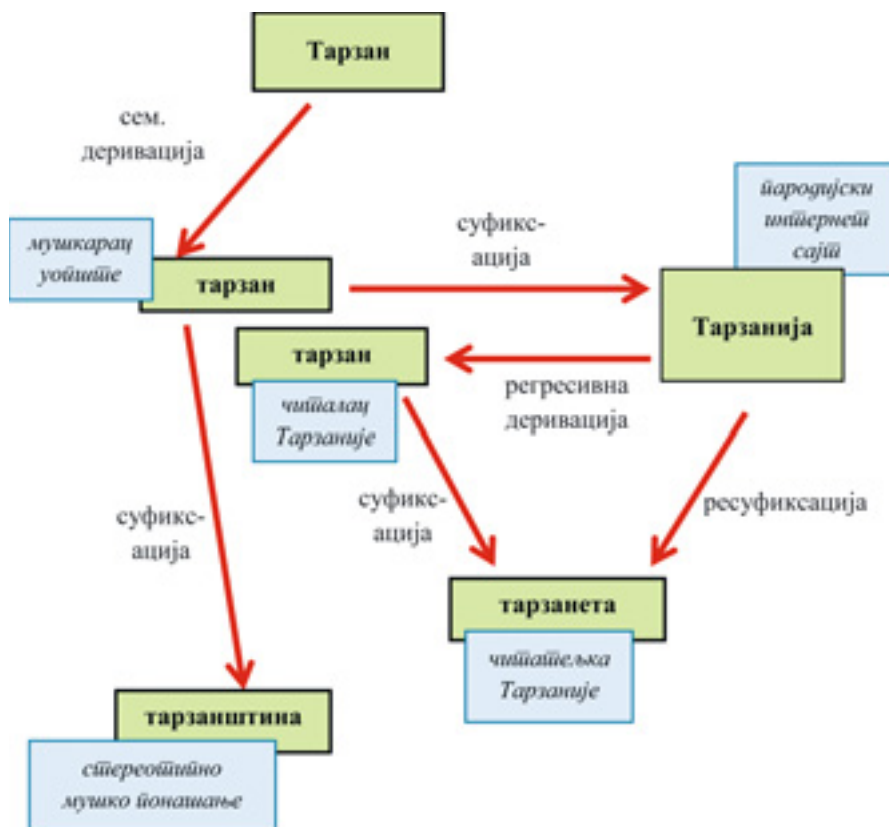 Тарзан
сем.
деривација
пародијски
интернет
сајт
мушкарац
уопште
тарзан
суфикс-
ација
Тарзанија
тарзан
читалац
Тарзаније
регресивна
деривација
суфикс-
ација
суфикс-
ација
ресуфиксација
тарзанета
читатељка
Тарзаније
тарзанштина
стереотипно
мушко понашање